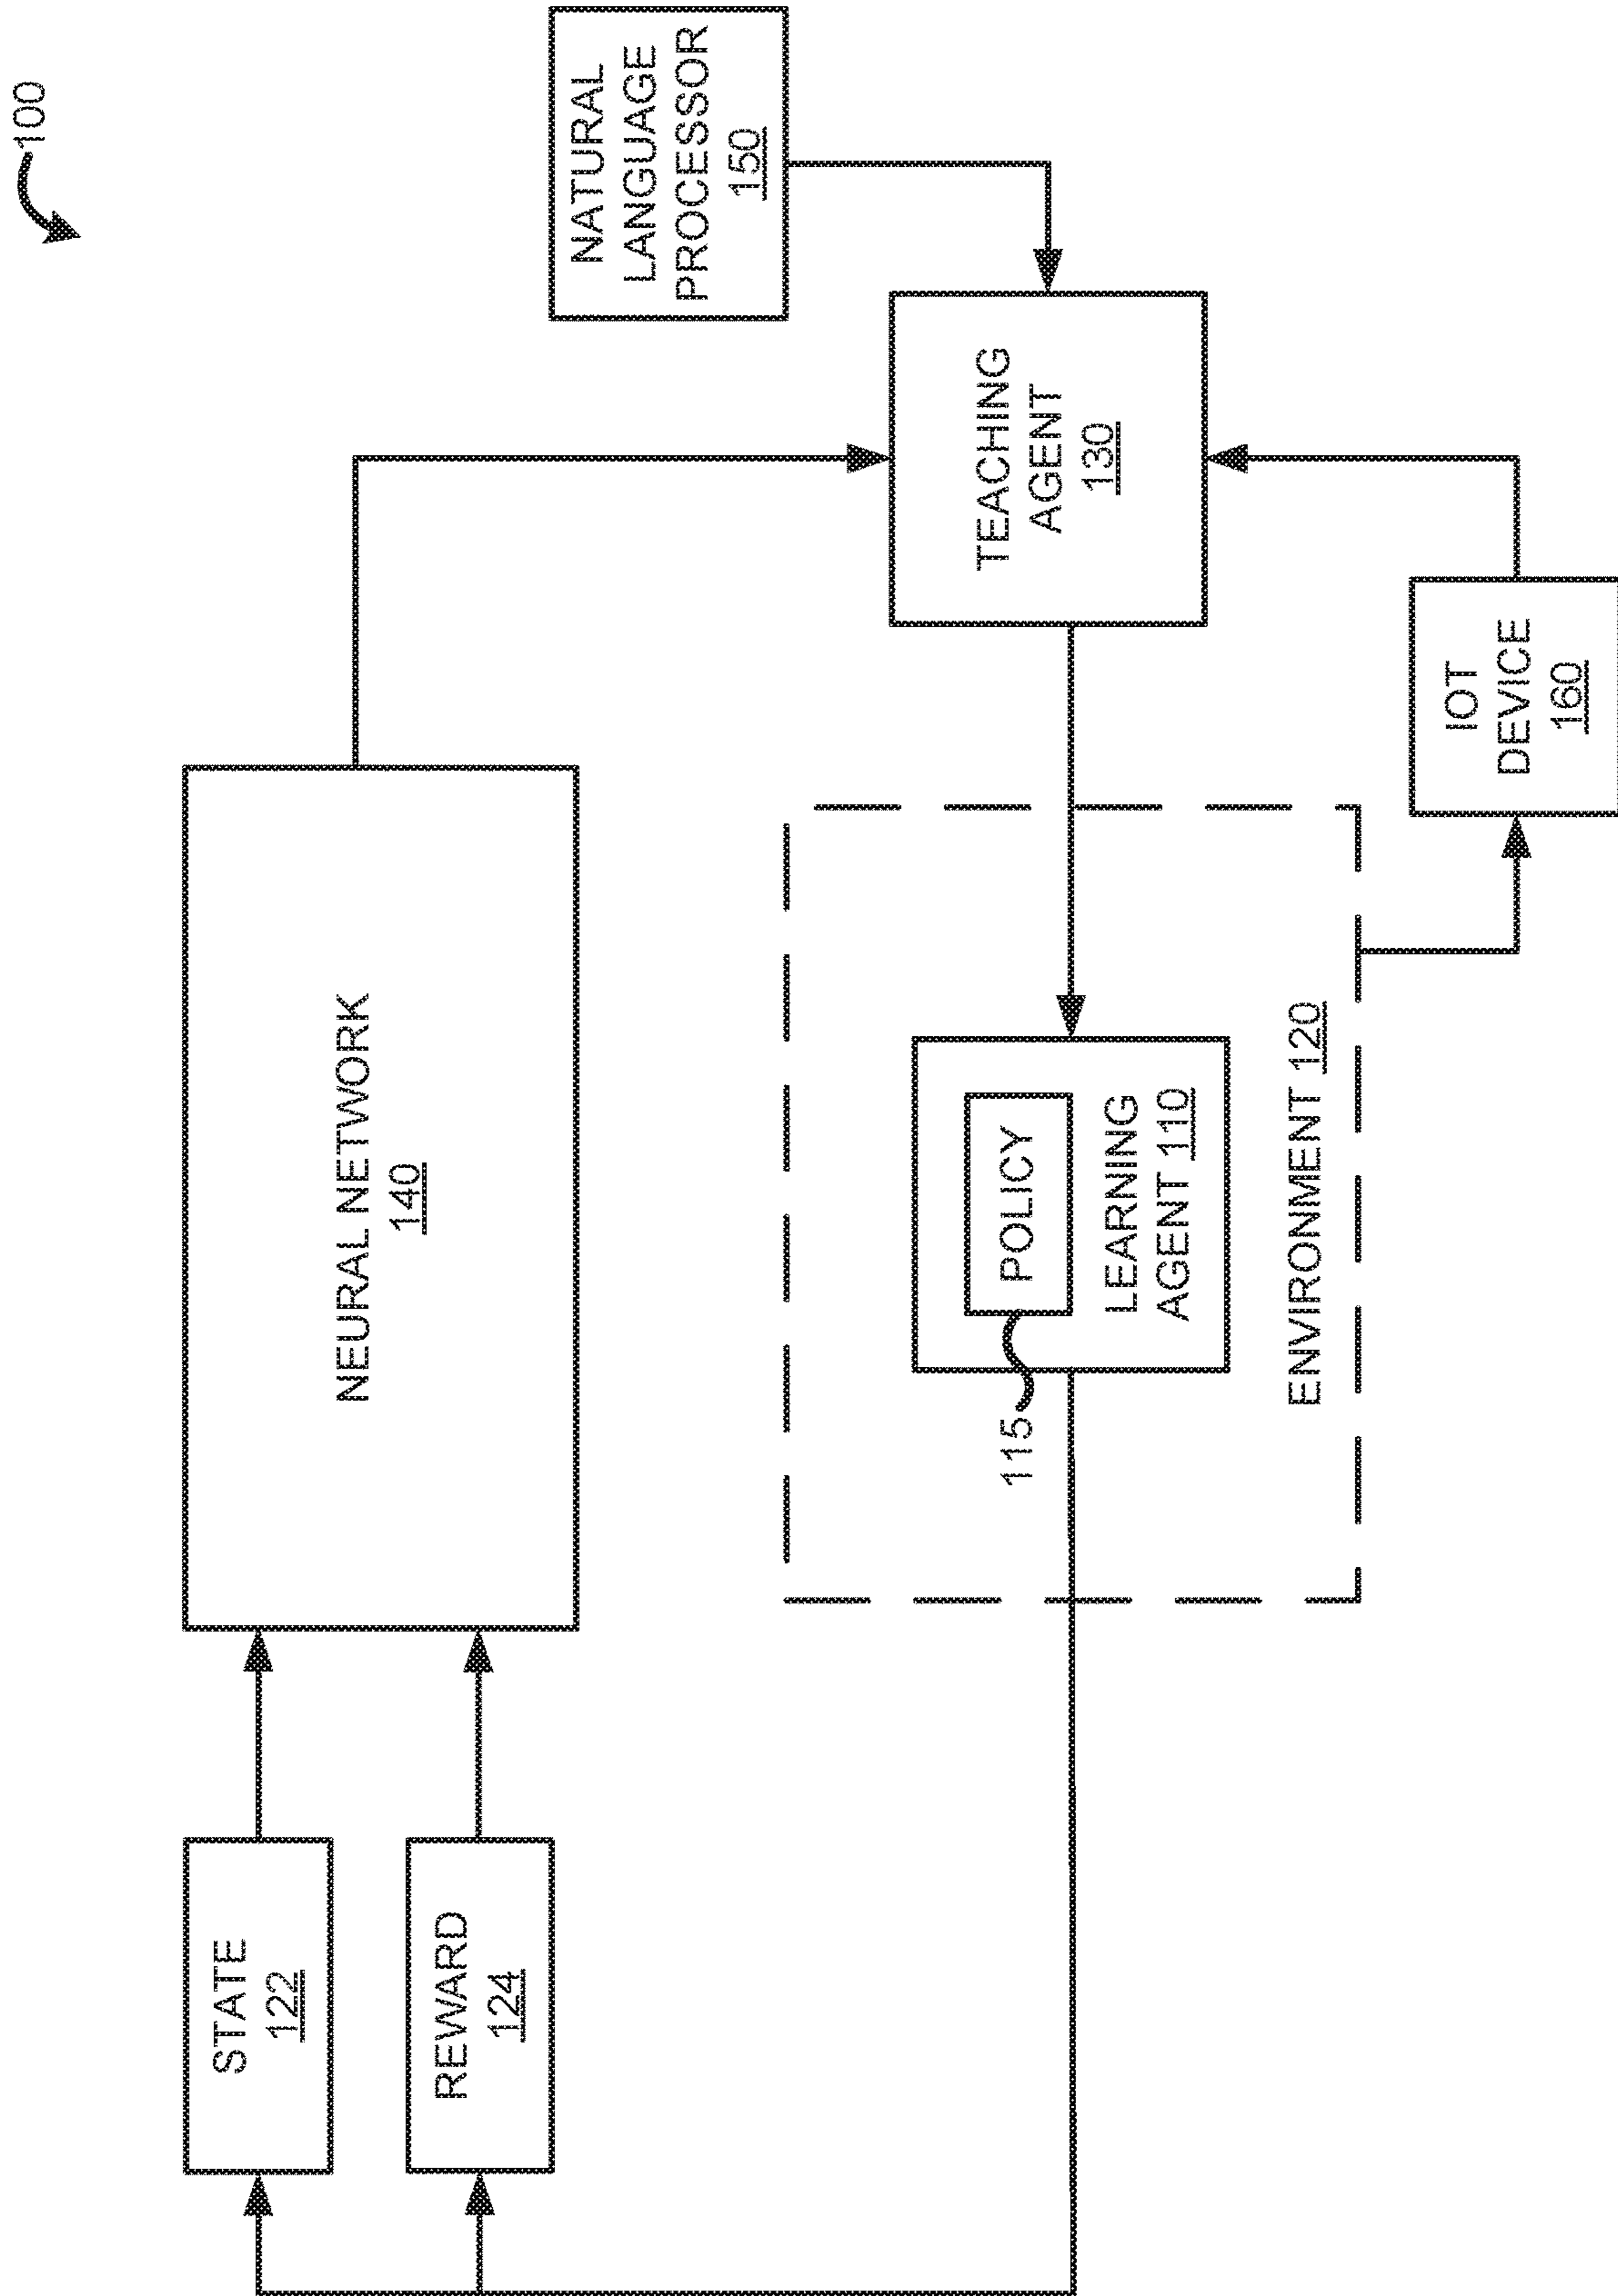 100
STATE
122
REWARD
124
NEURAL NETWORK
140
NATURAL
LANGUAGE
PROCESSOR
150
115
POLICY
LEARNING
AGENT 110
ENVIRONMENT 120
TEACHING
AGENT
130
IOT
DEVICE
160